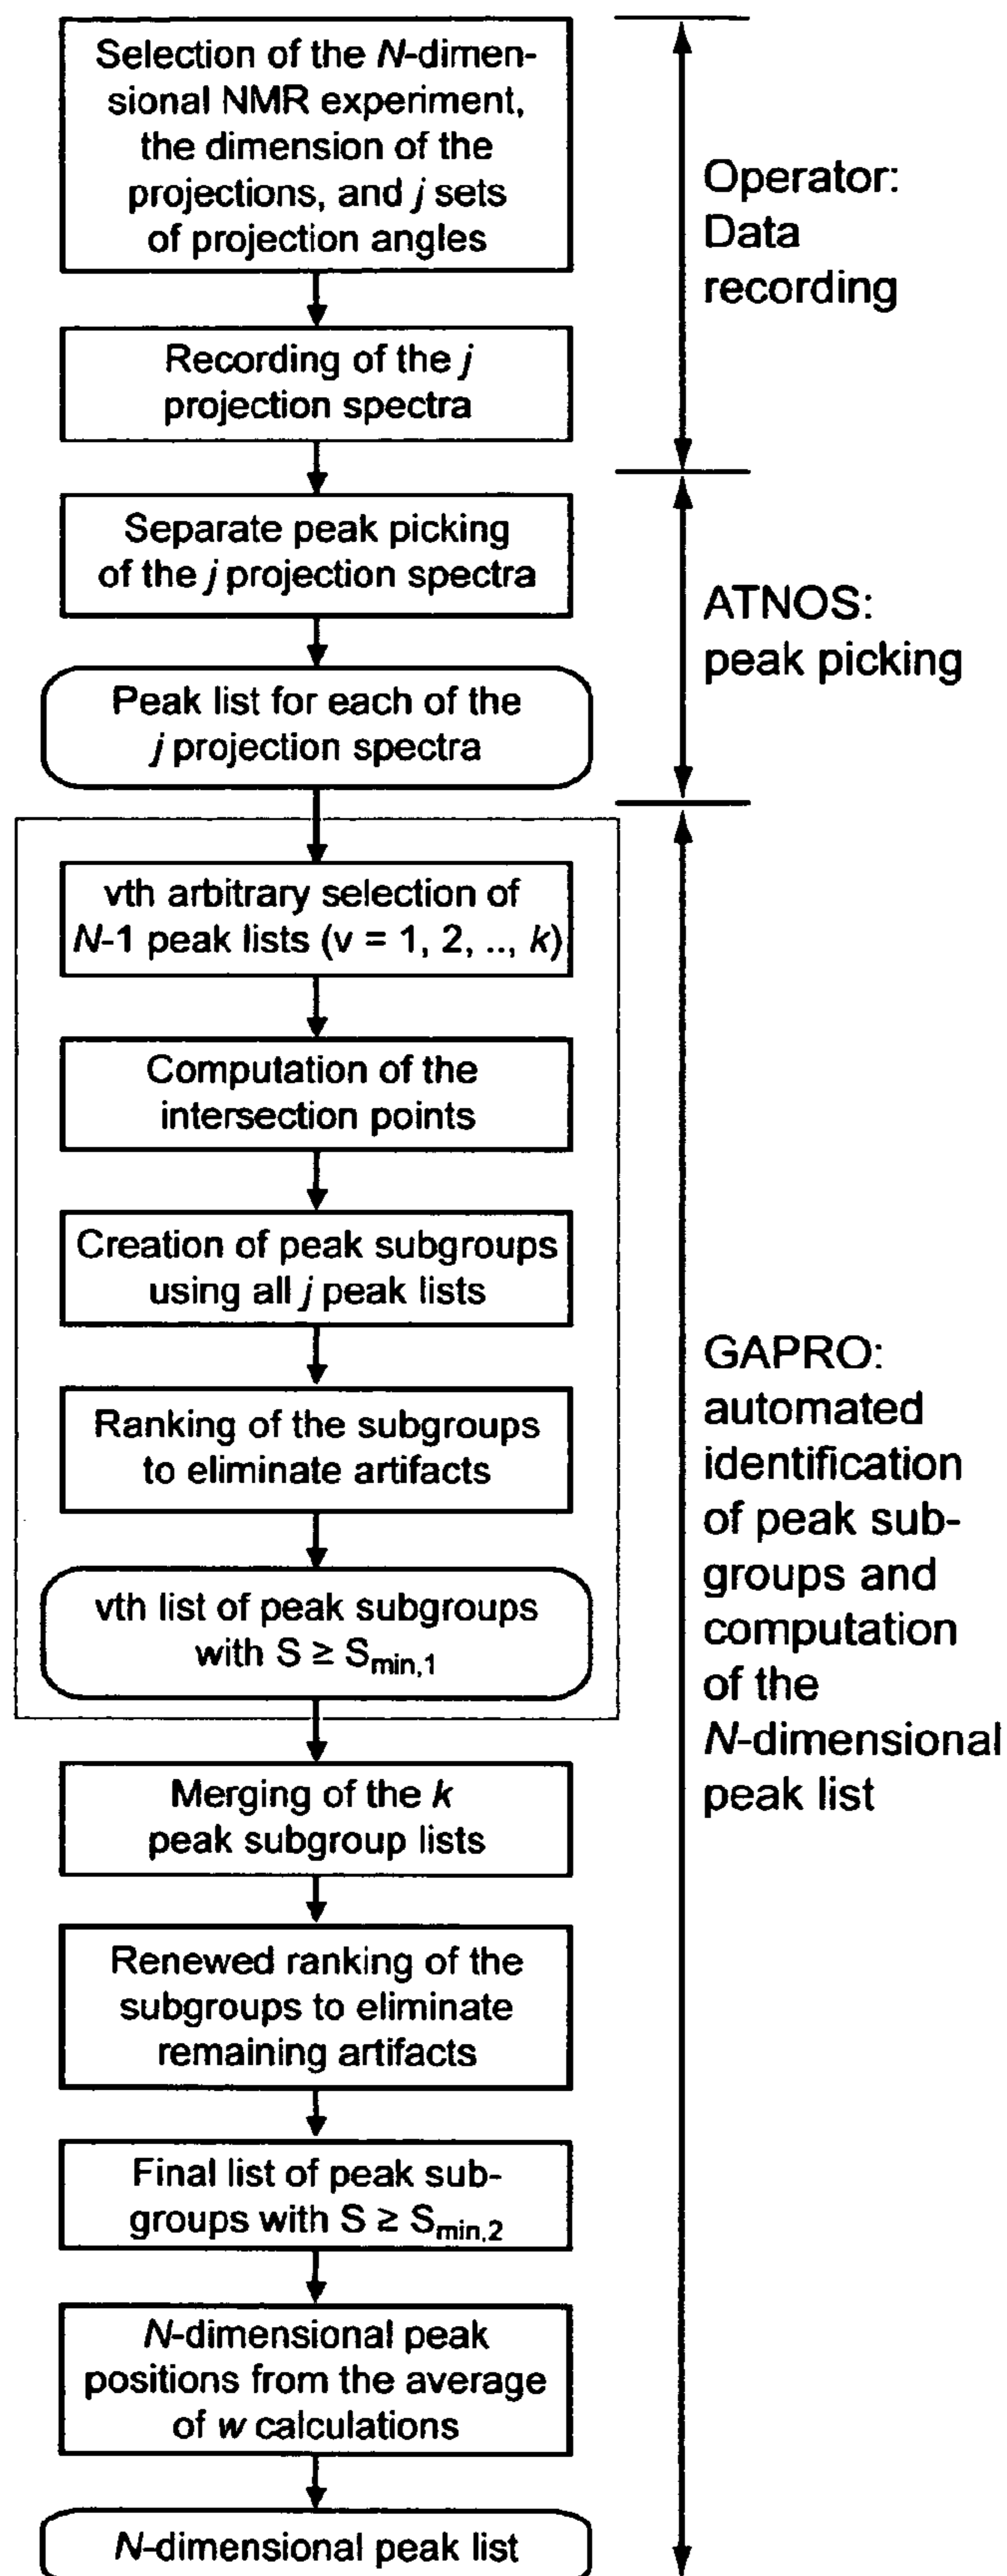 Selection of the N-dimen-
sional NMR experiment,
the dimension of the
projections, and j sets
of projection angles
Recording of the j
projection spectra
Operator:
Data
recording
Separate peak picking
of the j projection spectra
Peak list for each of the
j projection spectra
ATNOS:
peak picking
vth arbitrary selection of
N-1 peak lists (v = 1, 2, .., k)
Computation of the
intersection points
Creation of peak subgroups
using all j peak lists
Ranking of the subgroups
to eliminate artifacts
vth list of peak subgroups
with S ≥ Smin,1
Merging of the k
peak subgroup lists
Renewed ranking of the
subgroups to eliminate
remaining artifacts
Final list of peak sub-
groups with S ≥ Smin,2
N-dimensional peak
positions from the average
of w calculations
N-dimensional peak list
GAPRO:
automated
identification
of peak sub-
groups and
computation
of the
N-dimensional
peak list